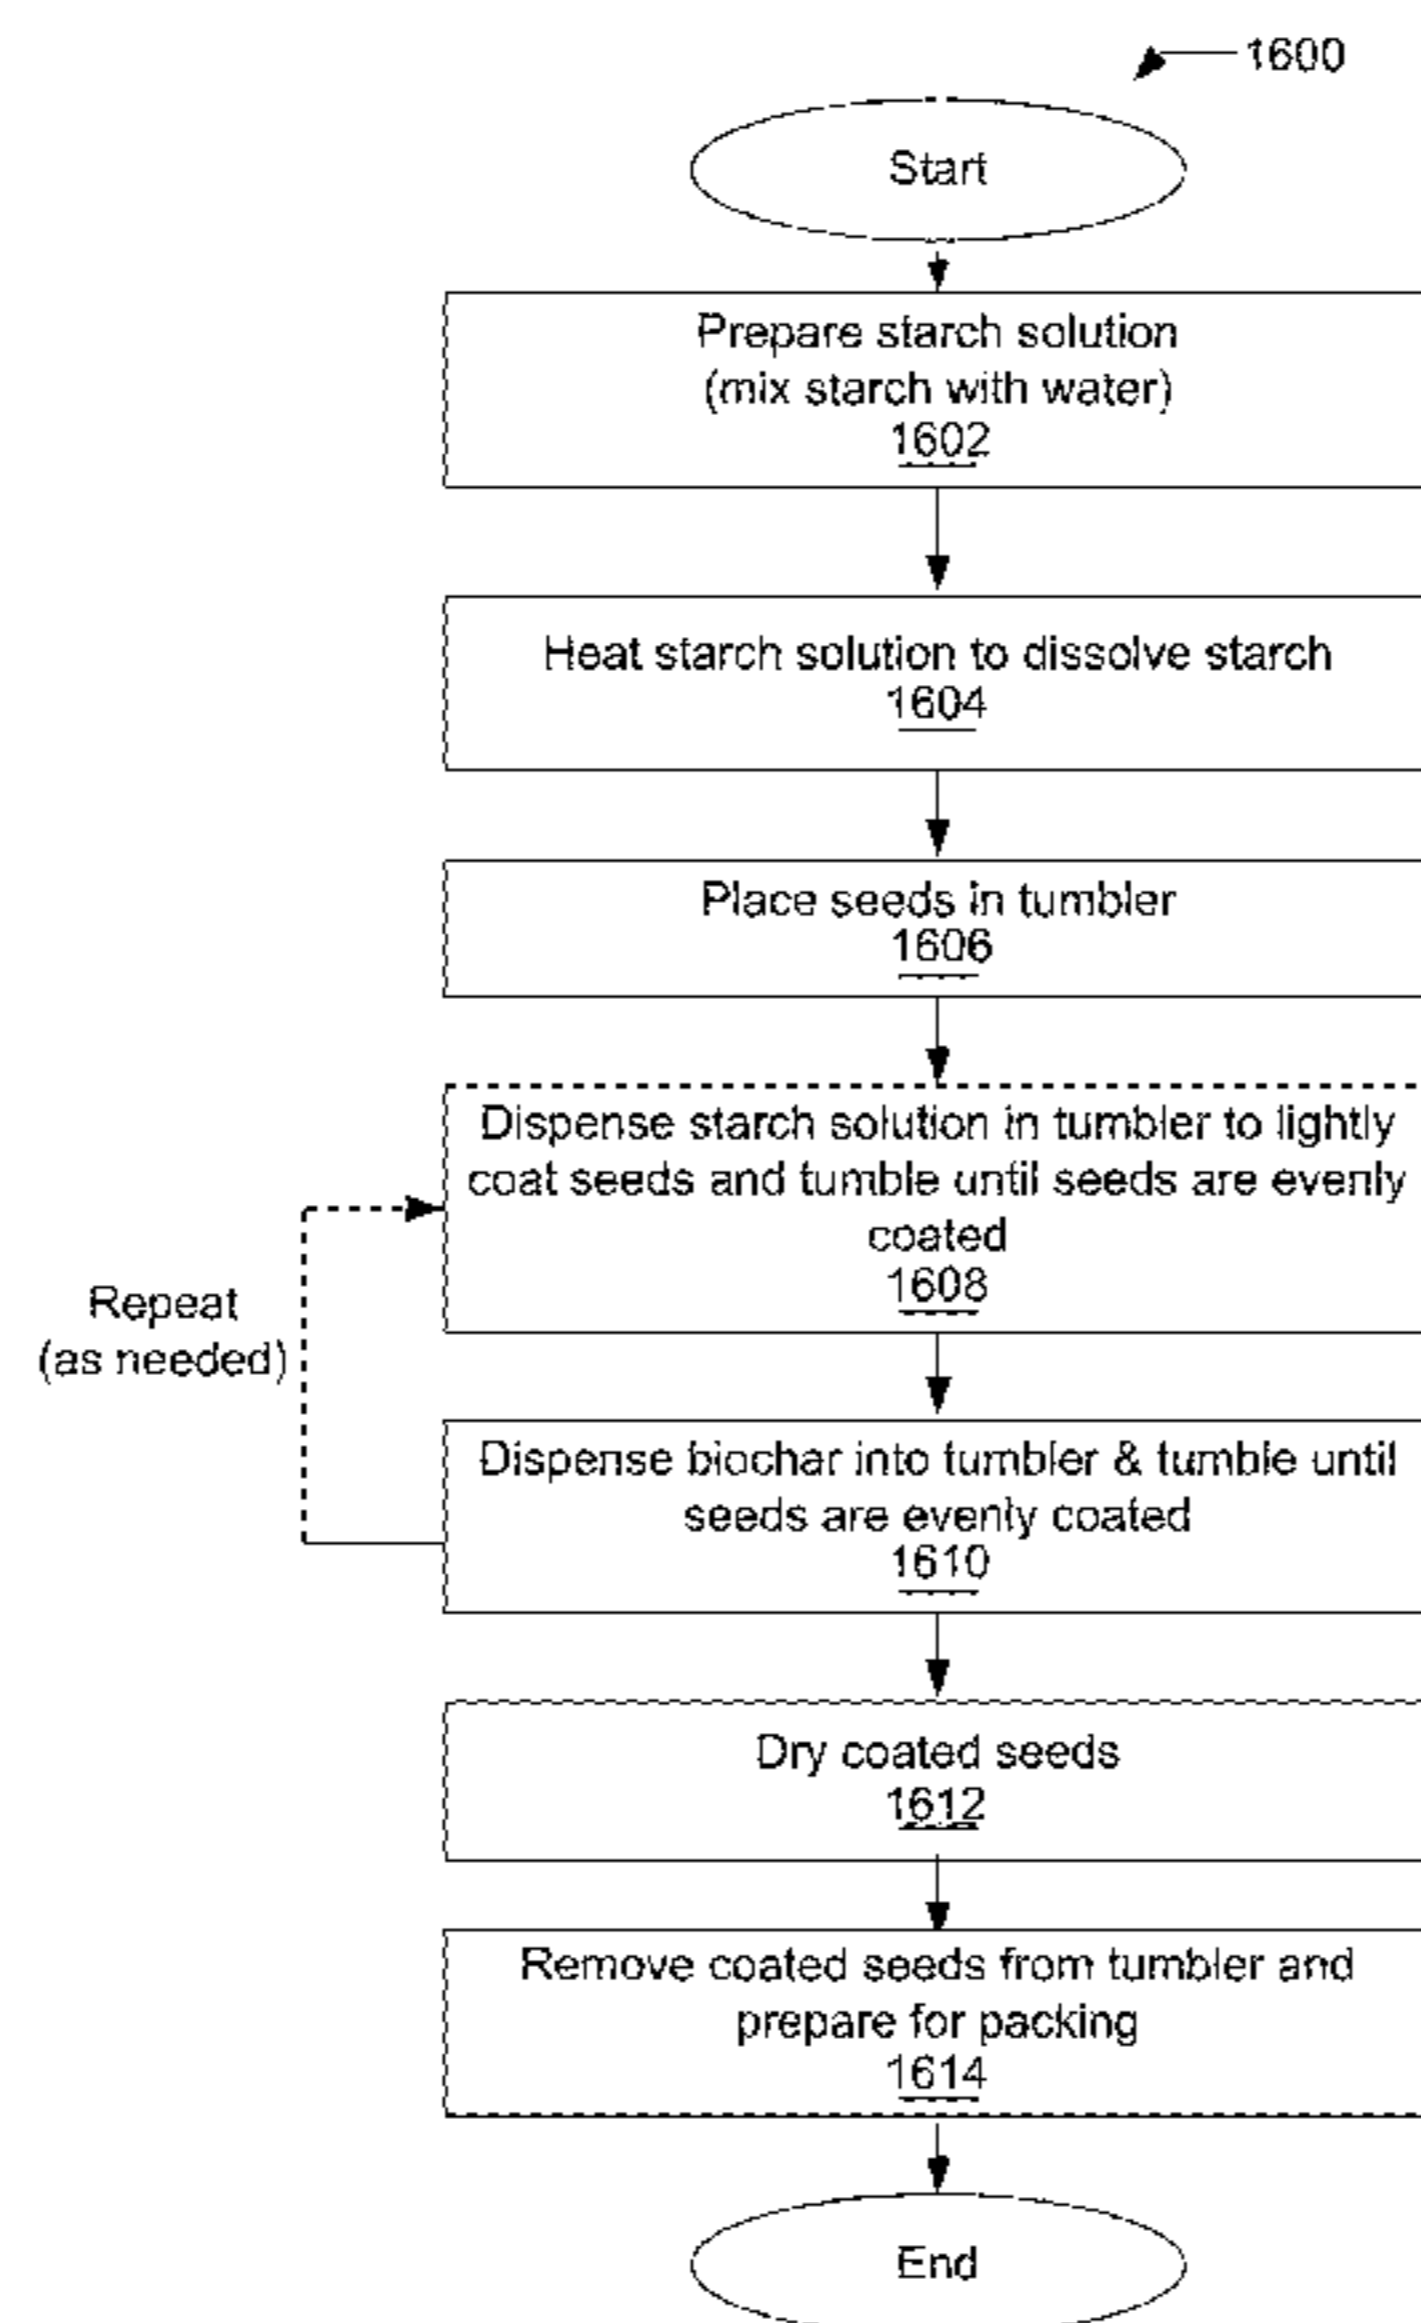 1600
Start
Prepare starch solution
(mix starch with water)
1602
Heat starch solution to dissolve starch
1604
Place seeds in tumbler
1606
Dispense starch solution in tumbler to lightly
coat seeds and tumble until seeds are evenly
coated
1608
Repeat
(as needed)
Dispense biochar into tumbler & tumble until
seeds are evenly coated
1610
Dry coated seeds
1612
Remove coated seeds from tumbler and
prepare for packing
1614
End